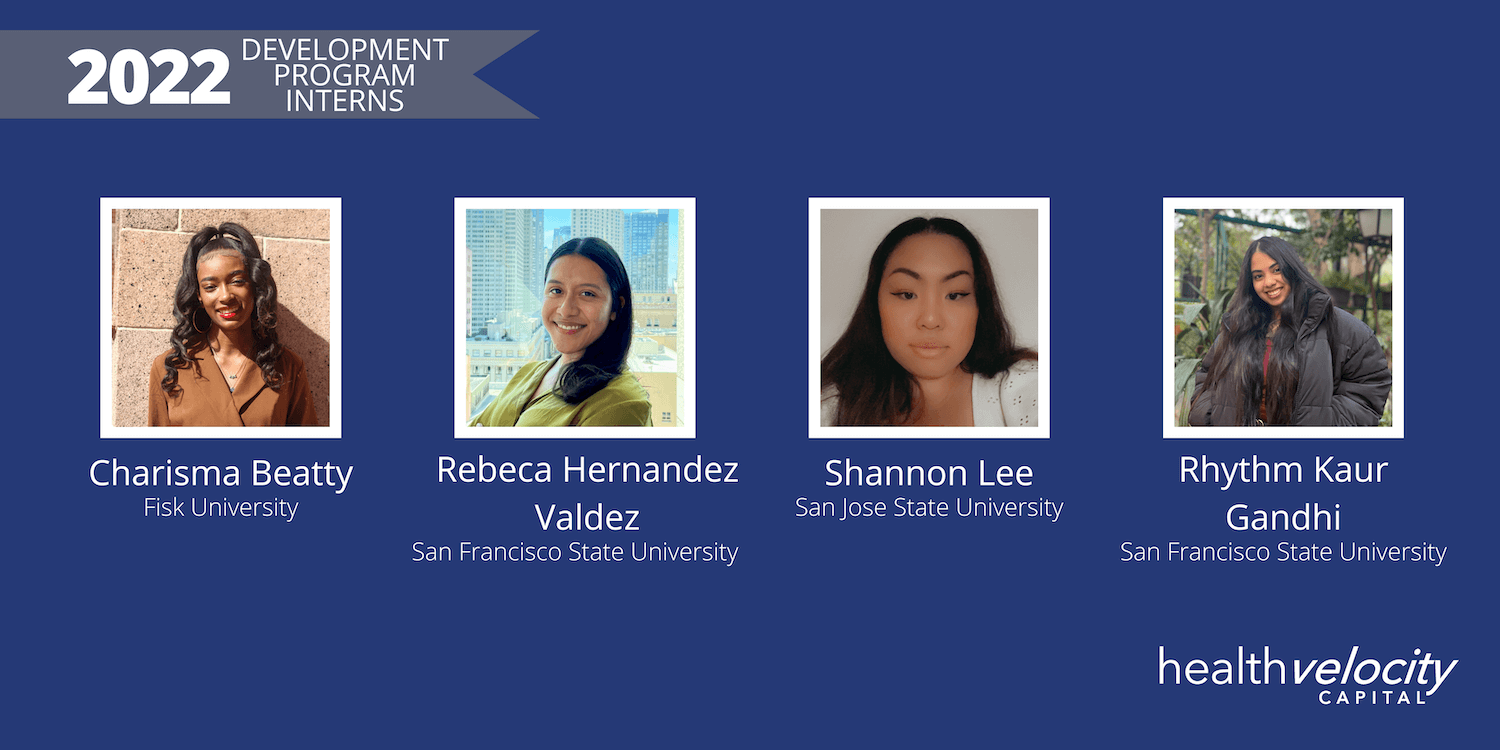 2022
DEVELOPMENT
PROGRAM
INTERNS
Charisma Beatty
Fisk University
Rebeca Hernandez
Valdez
San Francisco State University
Shannon Lee
San Jose State University
Rhythm Kaur
Gandhi
San Francisco State University
healthvelocity
CAPITAL